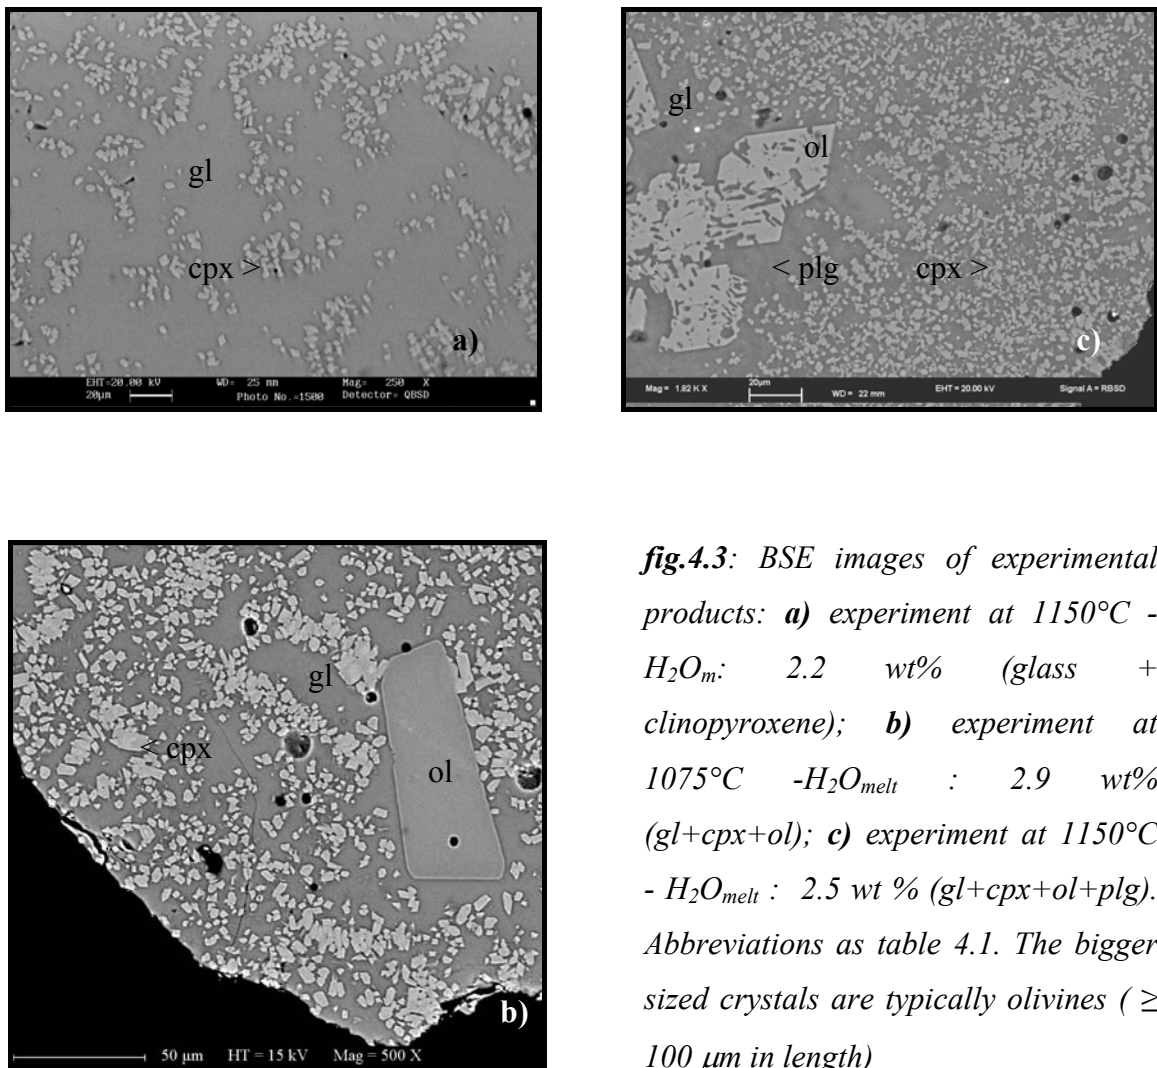 gl
cpx >
a)
EHT=20.00 kV WD= 25 mm Mag= 250 X
20µm Photo No.=1500 Detector= QBSD
gl
ol
< plg cpx >
c)
Mag = 1.82 K X 20µm WD = 22 mm EHT = 20.00 kV Signal A = RBSD
gl
< cpx
ol
b)
50 µm HT = 15 kV Mag = 500 X
fig.4.3: BSE images of experimental
products: a) experiment at 1150°C -
H₂Oₘ: 2.2 wt% (glass +
clinopyroxene); b) experiment at
1075°C -H₂Omelt : 2.9 wt%
(gl+cpx+ol); c) experiment at 1150°C
- H₂Omelt : 2.5 wt % (gl+cpx+ol+plg).
Abbreviations as table 4.1. The bigger
sized crystals are typically olivines ( ≥
100 µm in length)